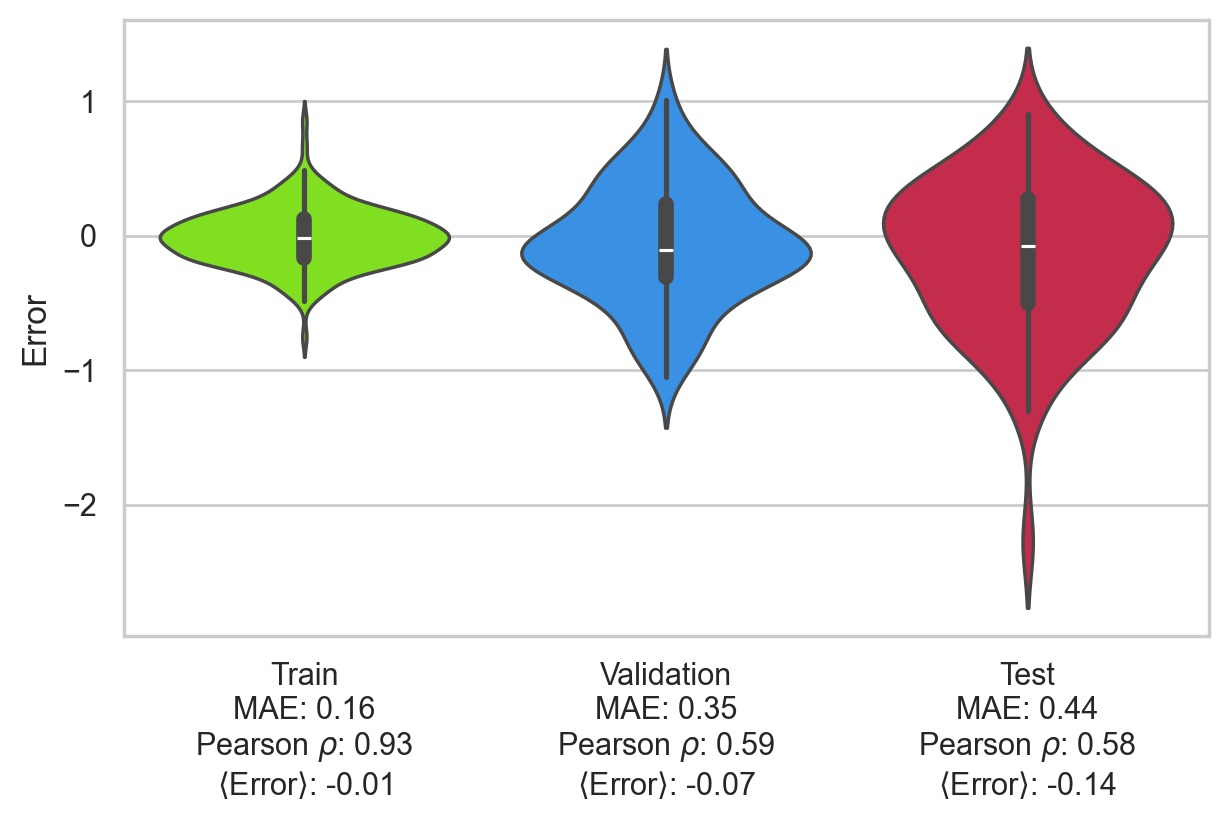 1
0
−1
−2
Error
Train
MAE: 0.16
Pearson ρ: 0.93
⟨Error⟩: -0.01
Validation
MAE: 0.35
Pearson ρ: 0.59
⟨Error⟩: -0.07
Test
MAE: 0.44
Pearson ρ: 0.58
⟨Error⟩: -0.14